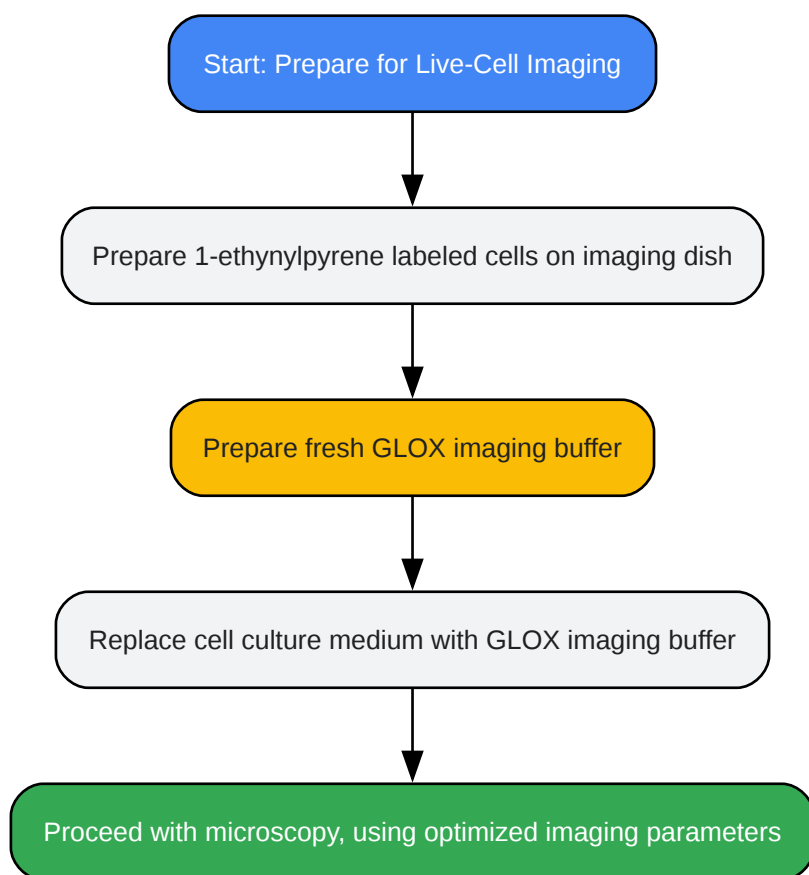 Start: Prepare for Live-Cell Imaging
Prepare 1-ethynylpyrene labeled cells on imaging dish
Prepare fresh GLOX imaging buffer
Replace cell culture medium with GLOX imaging buffer
Proceed with microscopy, using optimized imaging parameters